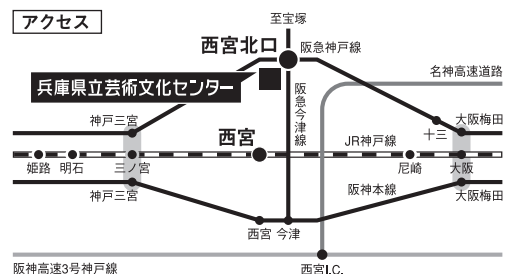 アクセス
至宝塚
西宮北口
阪急神戸線
兵庫県立芸術文化センター
名神高速道路
阪急今津線
神戸三宮
西宮
JR神戸線
十三
大阪梅田
姫路
明石
三ノ宮
尼崎
大阪
神戸三宮
阪神本線
大阪梅田
西宮
今津
阪神高速3号神戸線
西宮I.C.